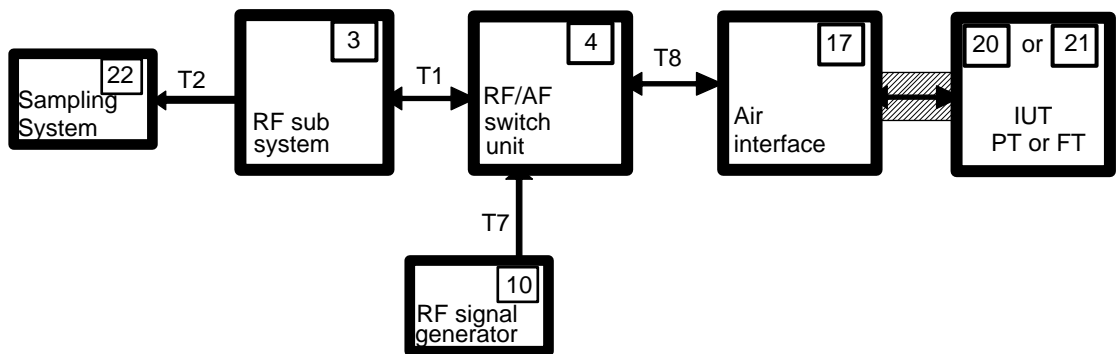 22
Sampling
System
T2
3
RF sub
system
T1
4
RF/AF
switch
unit
T8
17
Air
interface
20 or 21
IUT
PT or FT
T7
10
RF signal
generator